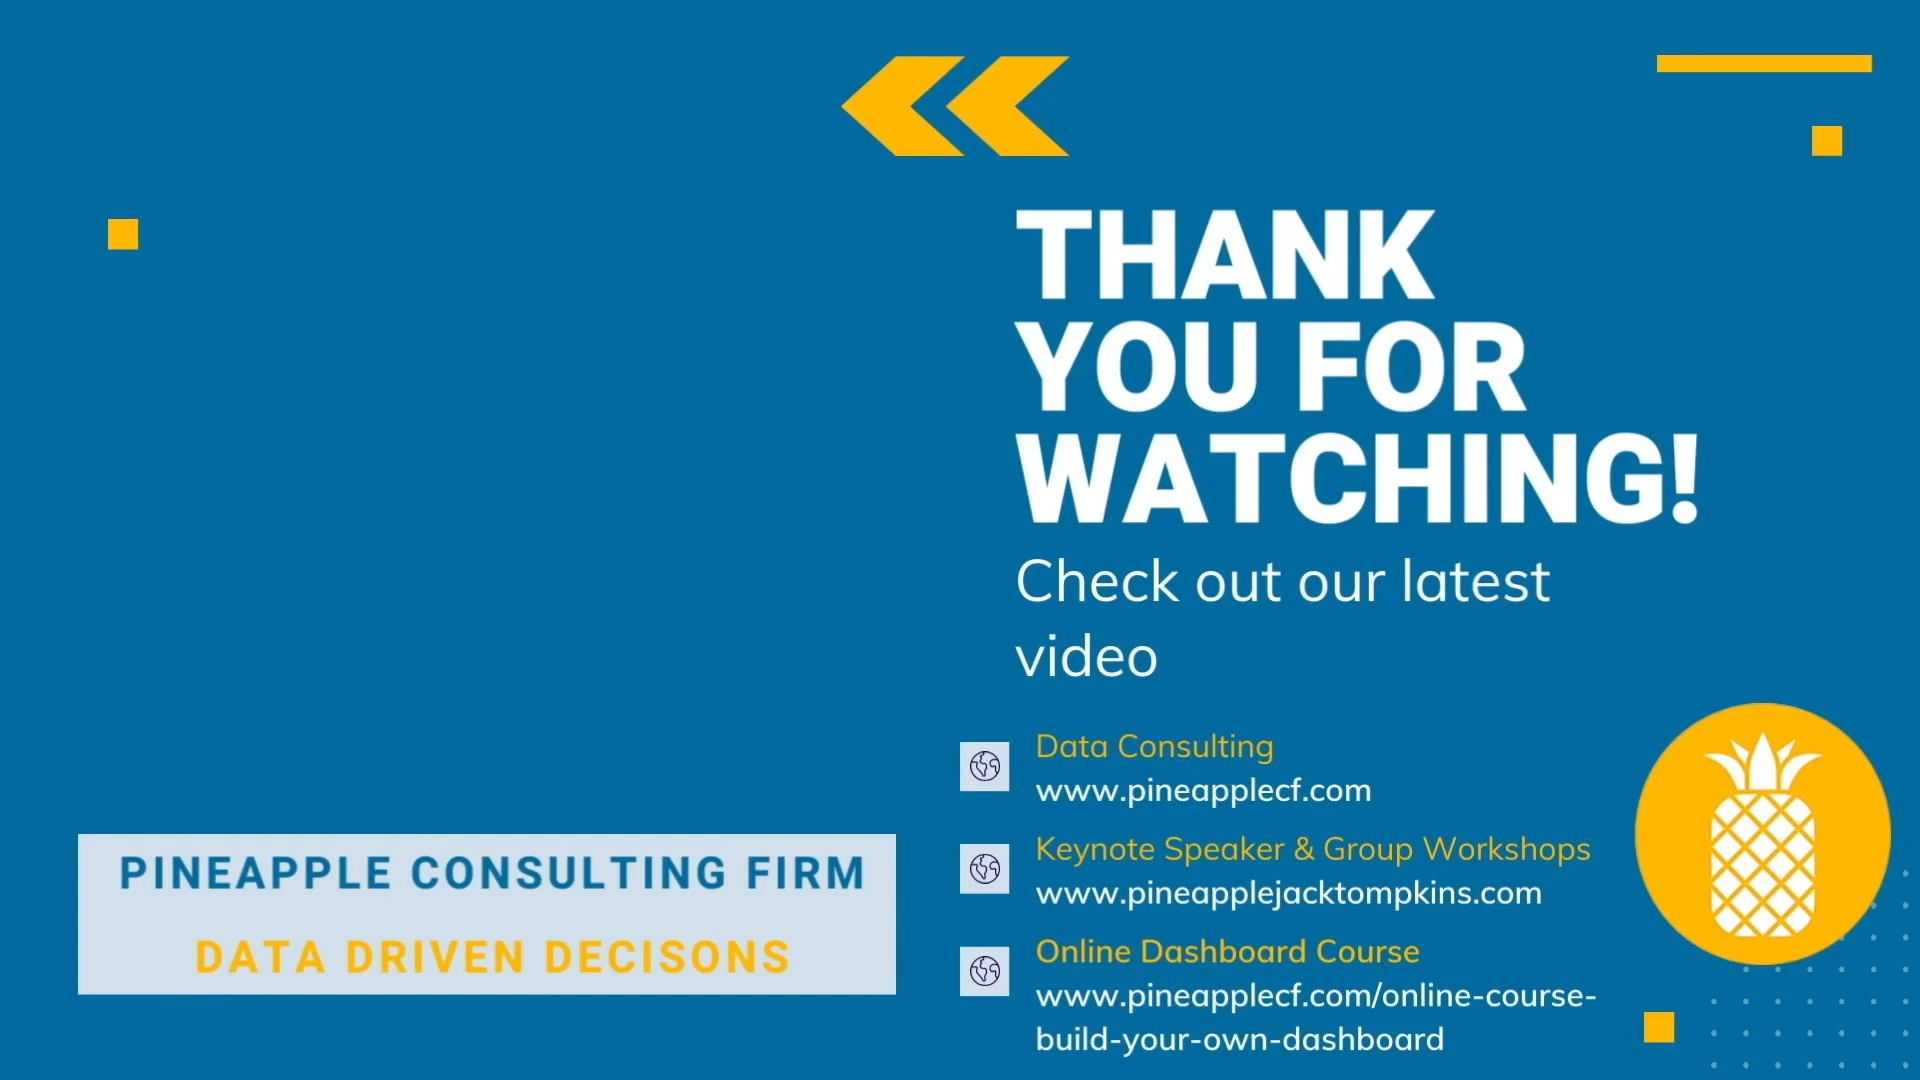 THANK
YOU FOR
WATCHING!
Check out our latest
video
Data Consulting
www.pineapplecf.com
Keynote Speaker & Group Workshops
www.pineapplejacktompkins.com
Online Dashboard Course
www.pineapplecf.com/online-course-
build-your-own-dashboard
PINEAPPLE CONSULTING FIRM
DATA DRIVEN DECISONS